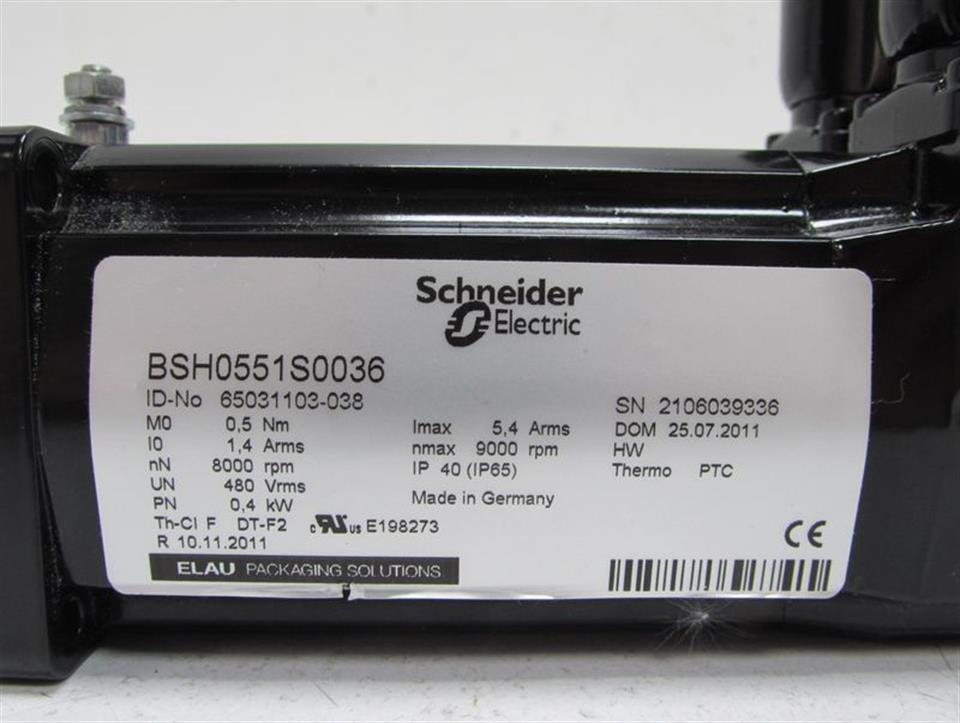 Schneider
Electric
BSH0551S0036
ID-No 65031103-038
M0 0,5 Nm
I0 1,4 Arms
nN 8000 rpm
UN 480 Vrms
PN 0,4 kW
Th-Cl F DT-F2 c RU us E198273
R 10.11.2011
ELAU PACKAGING SOLUTIONS
Imax 5,4 Arms
nmax 9000 rpm
IP 40 (IP65)
Made in Germany
SN 2106039336
DOM 25.07.2011
HW
Thermo PTC
CE